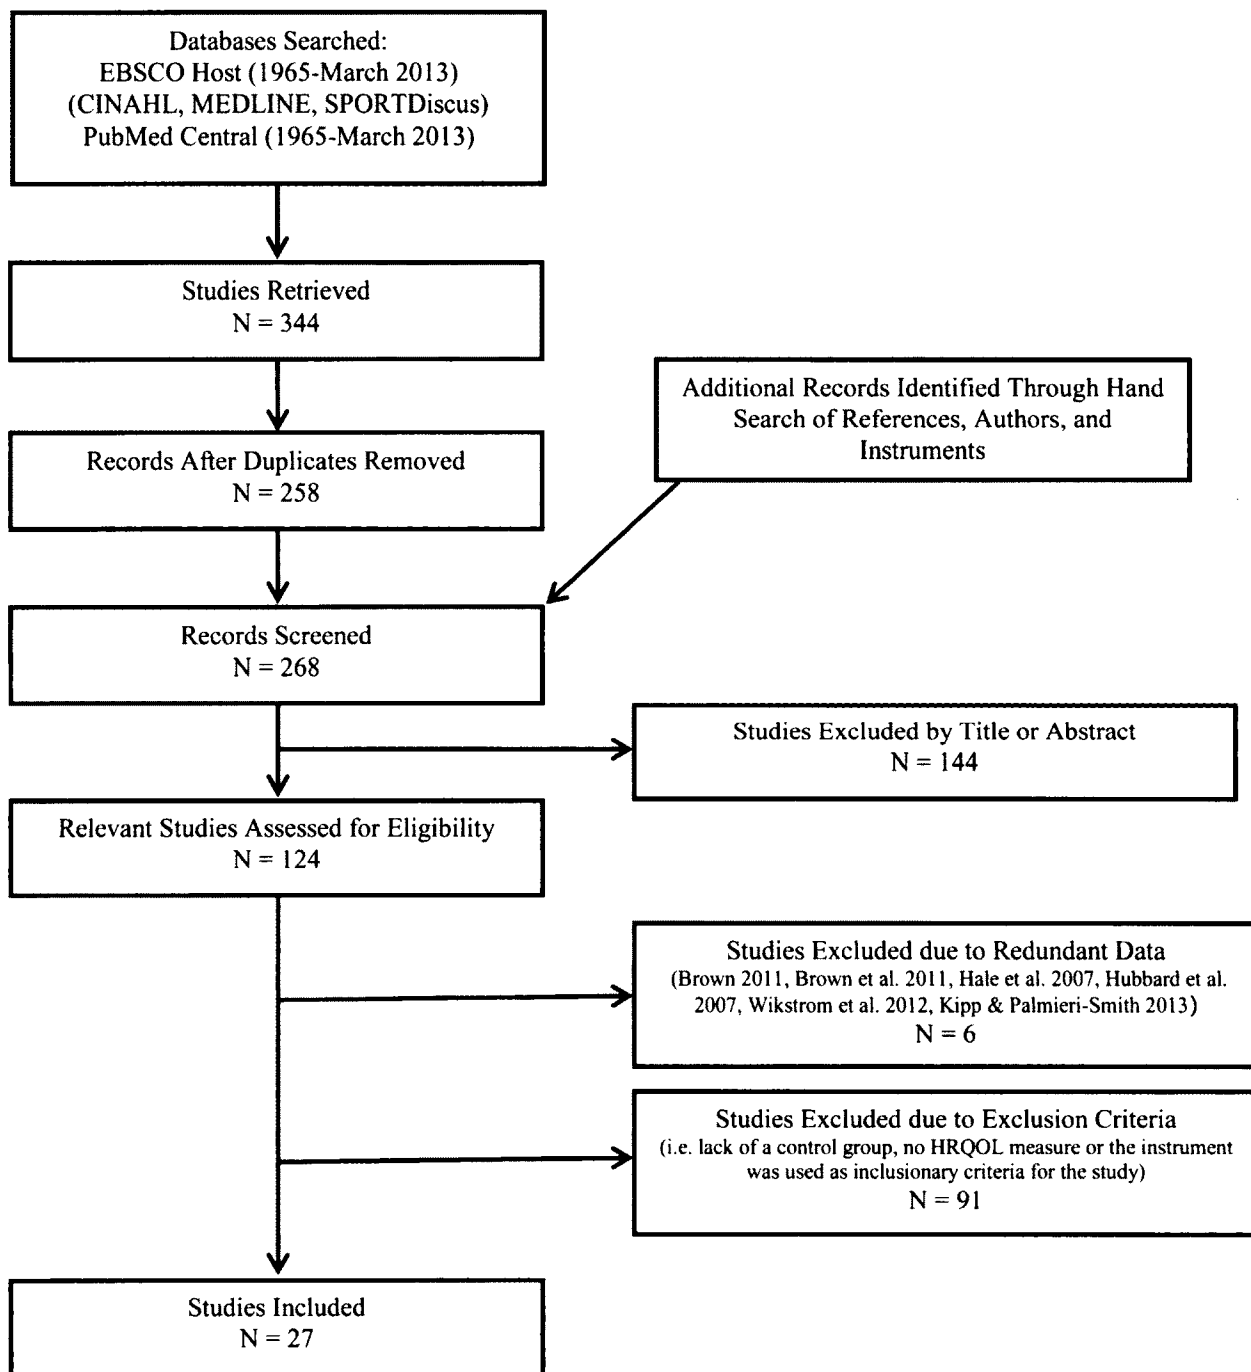 Databases Searched:
EBSCO Host (1965-March 2013)
(CINAHL, MEDLINE, SPORTDiscus)
PubMed Central (1965-March 2013)
Studies Retrieved
N = 344
Additional Records Identified Through Hand
Search of References, Authors, and
Instruments
Records After Duplicates Removed
N = 258
Records Screened
N = 268
Studies Excluded by Title or Abstract
N = 144
Relevant Studies Assessed for Eligibility
N = 124
Studies Excluded due to Redundant Data
(Brown 2011, Brown et al. 2011, Hale et al. 2007, Hubbard et al.
2007, Wikstrom et al. 2012, Kipp & Palmieri-Smith 2013)
N = 6
Studies Excluded due to Exclusion Criteria
(i.e. lack of a control group, no HRQOL measure or the instrument
was used as inclusionary criteria for the study)
N = 91
Studies Included
N = 27